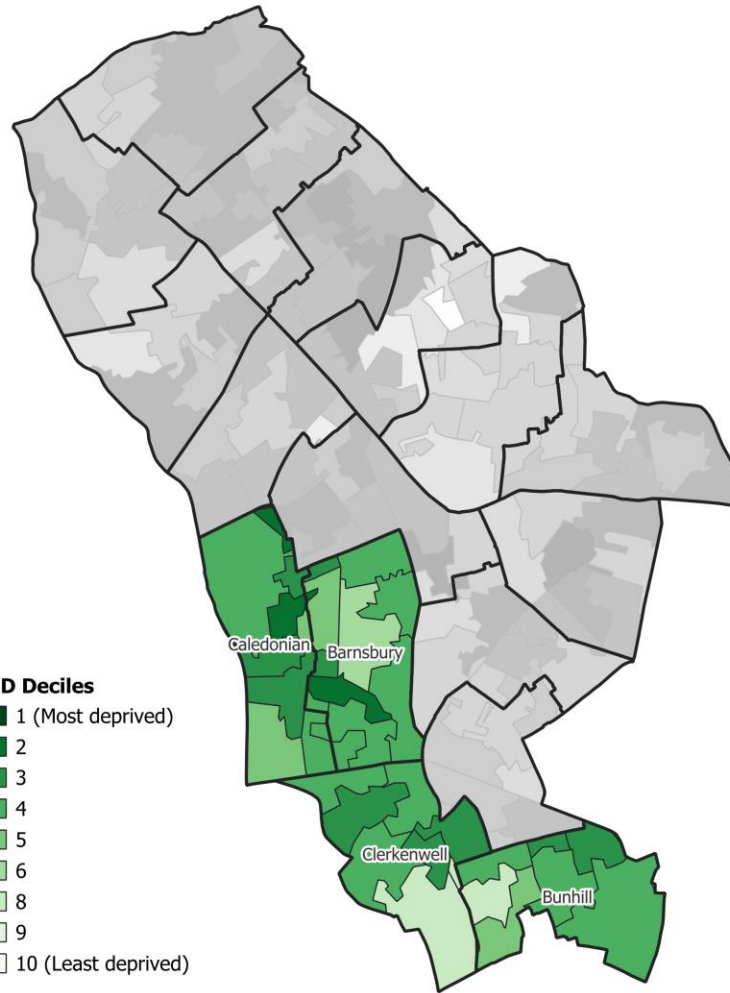 Caledonian
Barnsbury
D Deciles
1 (Most deprived)
2
3
4
5
6
8
9
10 (Least deprived)
Clerkenwell
Bunhill